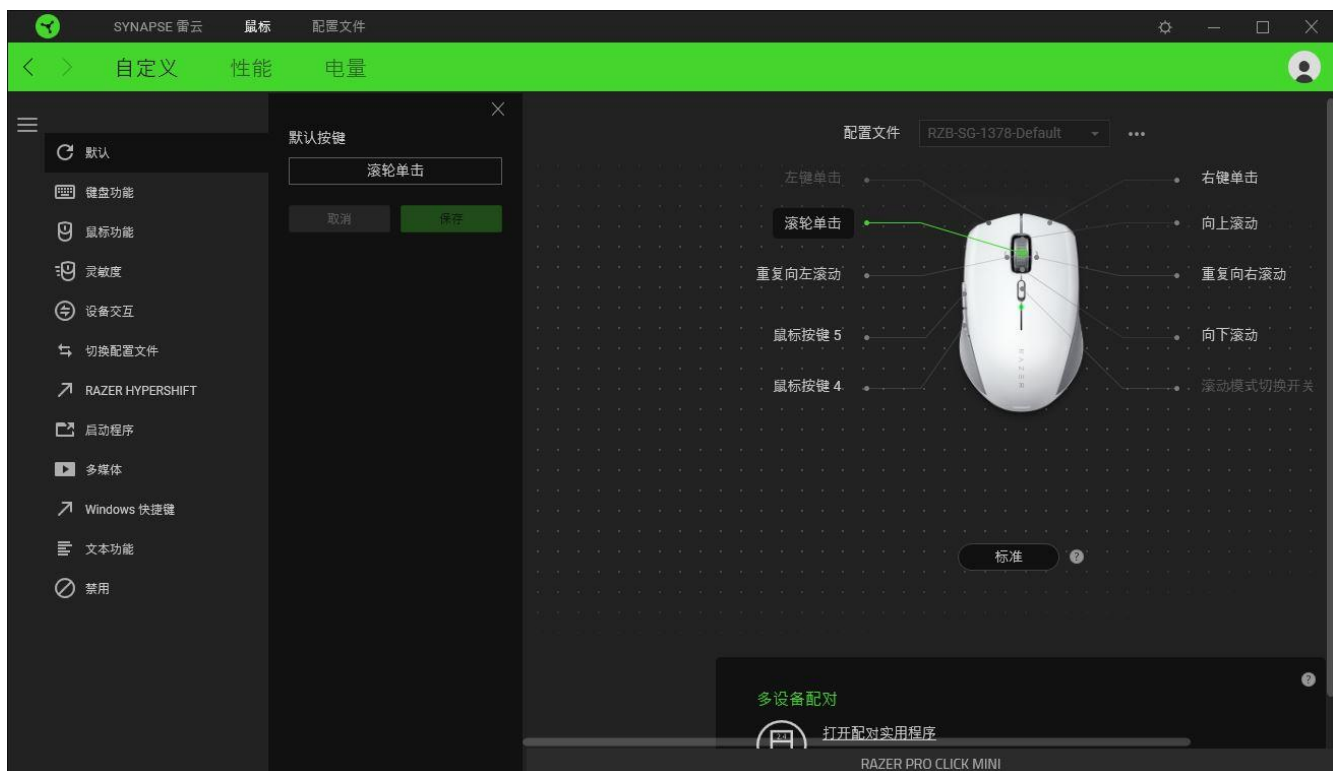 SYNAPSE 雷云 鼠标 配置文件
自定义 性能 电量
默认
键盘功能
鼠标功能
灵敏度
设备交互
切换配置文件
RAZER HYPERSHIFT
启动程序
多媒体
Windows 快捷键
文本功能
禁用
默认按键
滚轮单击
取消 保存
配置文件 RZB-SG-1378-Default
左键单击 右键单击
滚轮单击 向上滚动
重复向左滚动 重复向右滚动
鼠标按键 5 向下滚动
鼠标按键 4 滚动模式切换开关
RAZER
标准 ?
多设备配对 ?
2.4
打开配对实用程序
RAZER PRO CLICK MINI